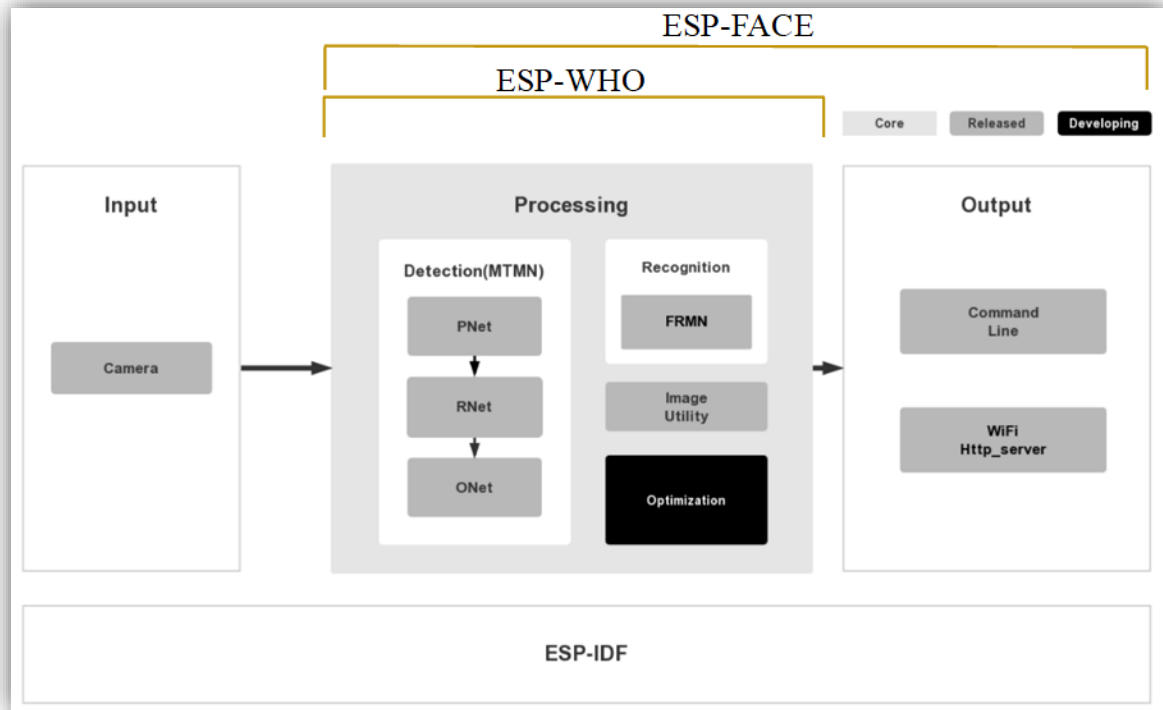 ESP-FACE
ESP-WHO
Core
Released
Developing
Input
Camera
Processing
Detection(MTMN)
PNet
RNet
ONet
Recognition
FRMN
Image
Utility
Optimization
Output
Command
Line
WiFi
Http_server
ESP-IDF